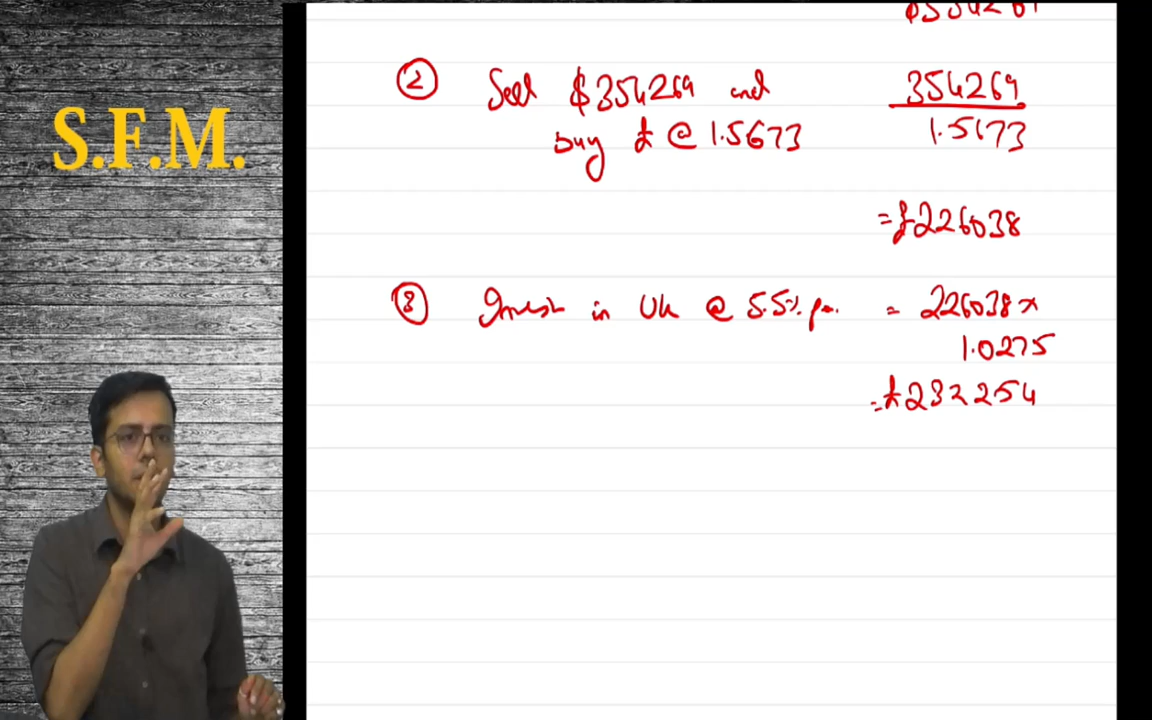 S.F.M.
② Sell $354269 and
buy £ @ 1.5673
354269
1.5673
= £226038
③ Invest in UK @ 5.5% p.a.
= 226038 x
1.0275
= £232254